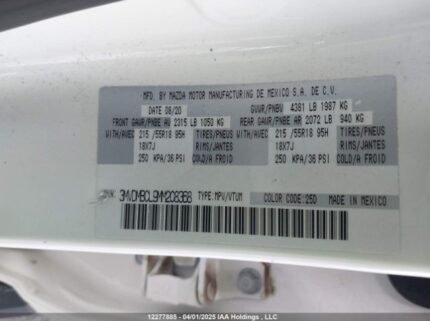 MFD. BY MAZDA MOTOR MANUFACTURING DE MEXICO S.A. DE C.V.
DATE 08/20 GVWR/PNBV 4381 LB 1987 KG
FRONT GAWR/PNBE AV 2315 LB 1050 KG REAR GAWR/PNBE AR 2072 LB 940 KG
WITH/AVEC 215 /55R18 95H TIRES/PNEUS WITH/AVEC 215 /55R18 95H TIRES/PNEUS
18X7J RIMS/JANTES 18X7J RIMS/JANTES
250 KPA/36 PSI COLD/A FROID 250 KPA/36 PSI COLD/A FROID
3MVDMBCL9MM208368 TYPE:MPV/VTUM COLOR CODE:25D MADE IN MEXICO
12277885 - 04/01/2025 IAA Holdings , LLC